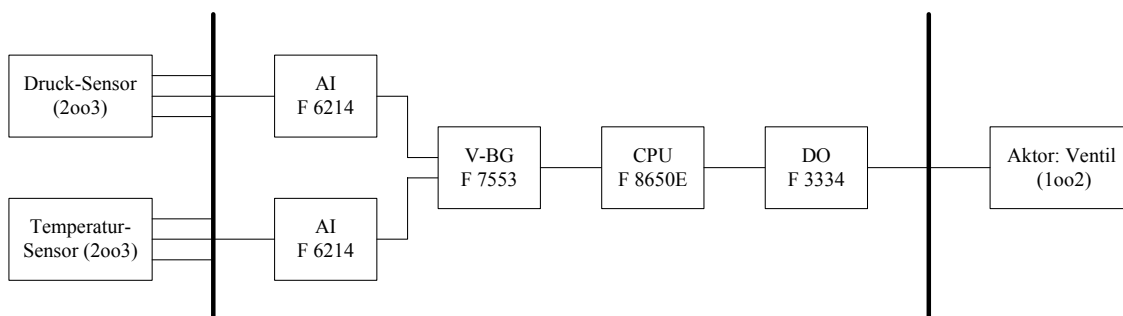 Druck-Sensor
(2oo3)
AI
F 6214
V-BG
F 7553
CPU
F 8650E
DO
F 3334
Aktor: Ventil
(1oo2)
Temperatur-
Sensor (2oo3)
AI
F 6214